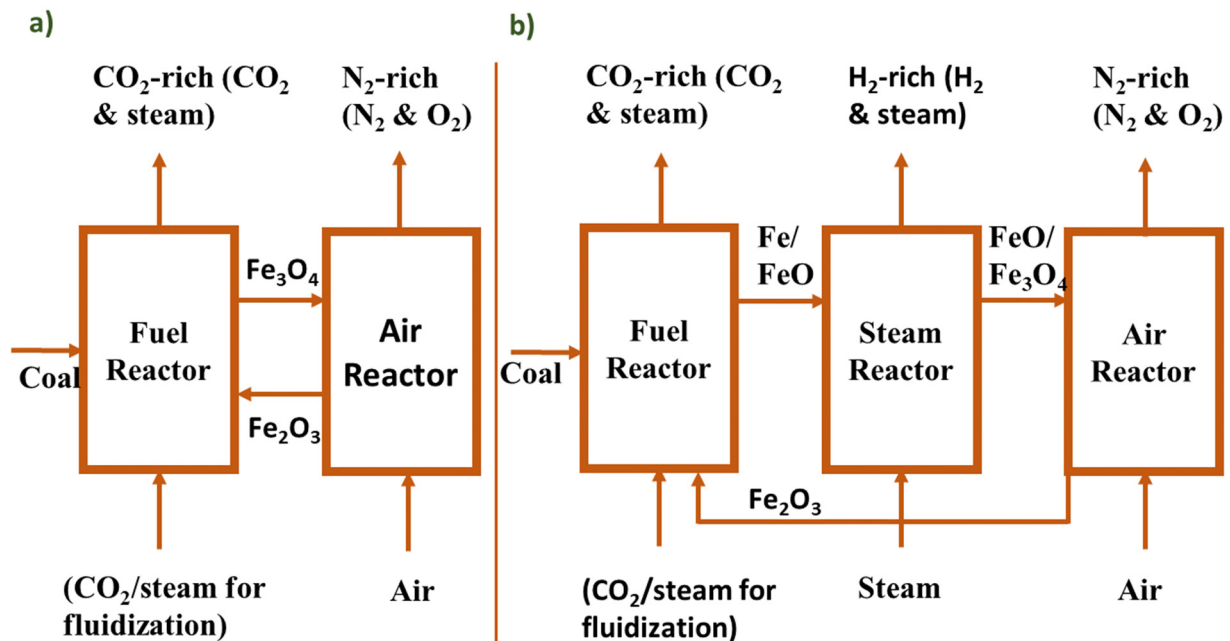 a)
CO₂-rich (CO₂
& steam)
N₂-rich
(N₂ & O₂)
Fe₃O₄
Fuel
Reactor
Air
Reactor
Coal
Fe₂O₃
(CO₂/steam for
fluidization)
Air
b)
CO₂-rich (CO₂
& steam)
H₂-rich (H₂
& steam)
N₂-rich
(N₂ & O₂)
Fe/
FeO
FeO/
Fe₃O₄
Fuel
Reactor
Steam
Reactor
Air
Reactor
Coal
Fe₂O₃
(CO₂/steam for
fluidization)
Steam
Air